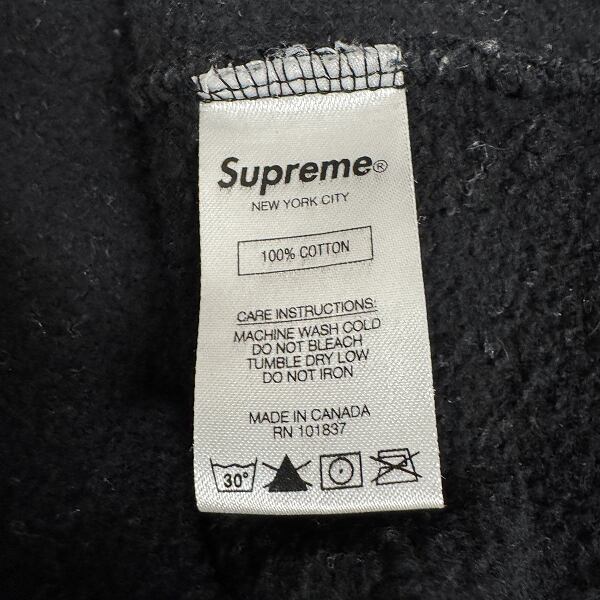 Supreme®
NEW YORK CITY
100% COTTON
CARE INSTRUCTIONS:
MACHINE WASH COLD
DO NOT BLEACH
TUMBLE DRY LOW
DO NOT IRON
MADE IN CANADA
RN 101837
30°